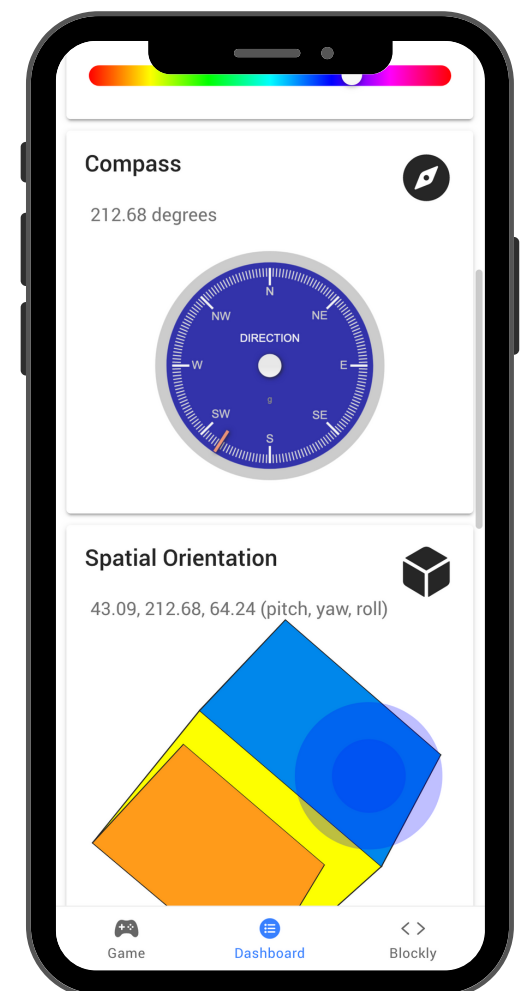 Compass
212.68 degrees
N
NW
NE
DIRECTION
W
E
g
SW
SE
S
Spatial Orientation
43.09, 212.68, 64.24 (pitch, yaw, roll)
Game
Dashboard
Blockly